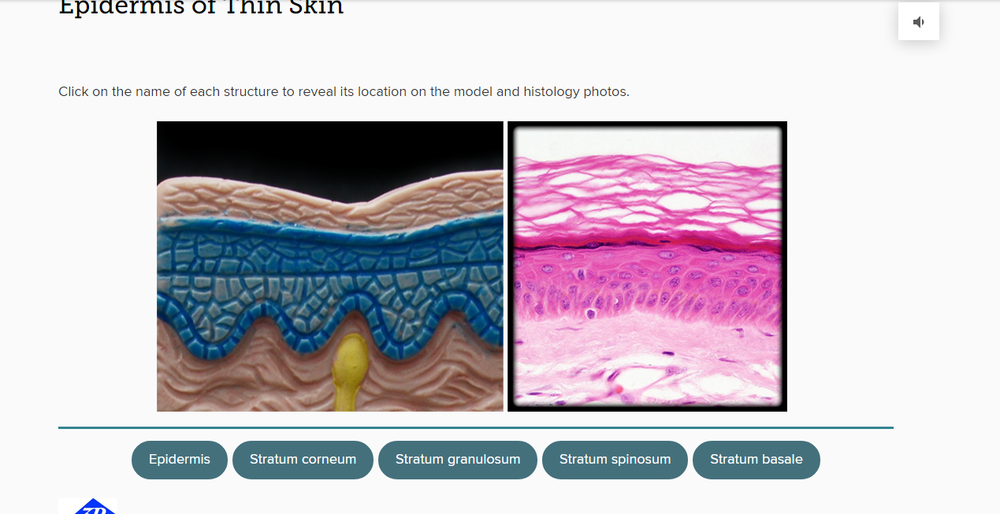 Epidermis of Thin Skin
Click on the name of each structure to reveal its location on the model and histology photos.
Epidermis
Stratum corneum
Stratum granulosum
Stratum spinosum
Stratum basale